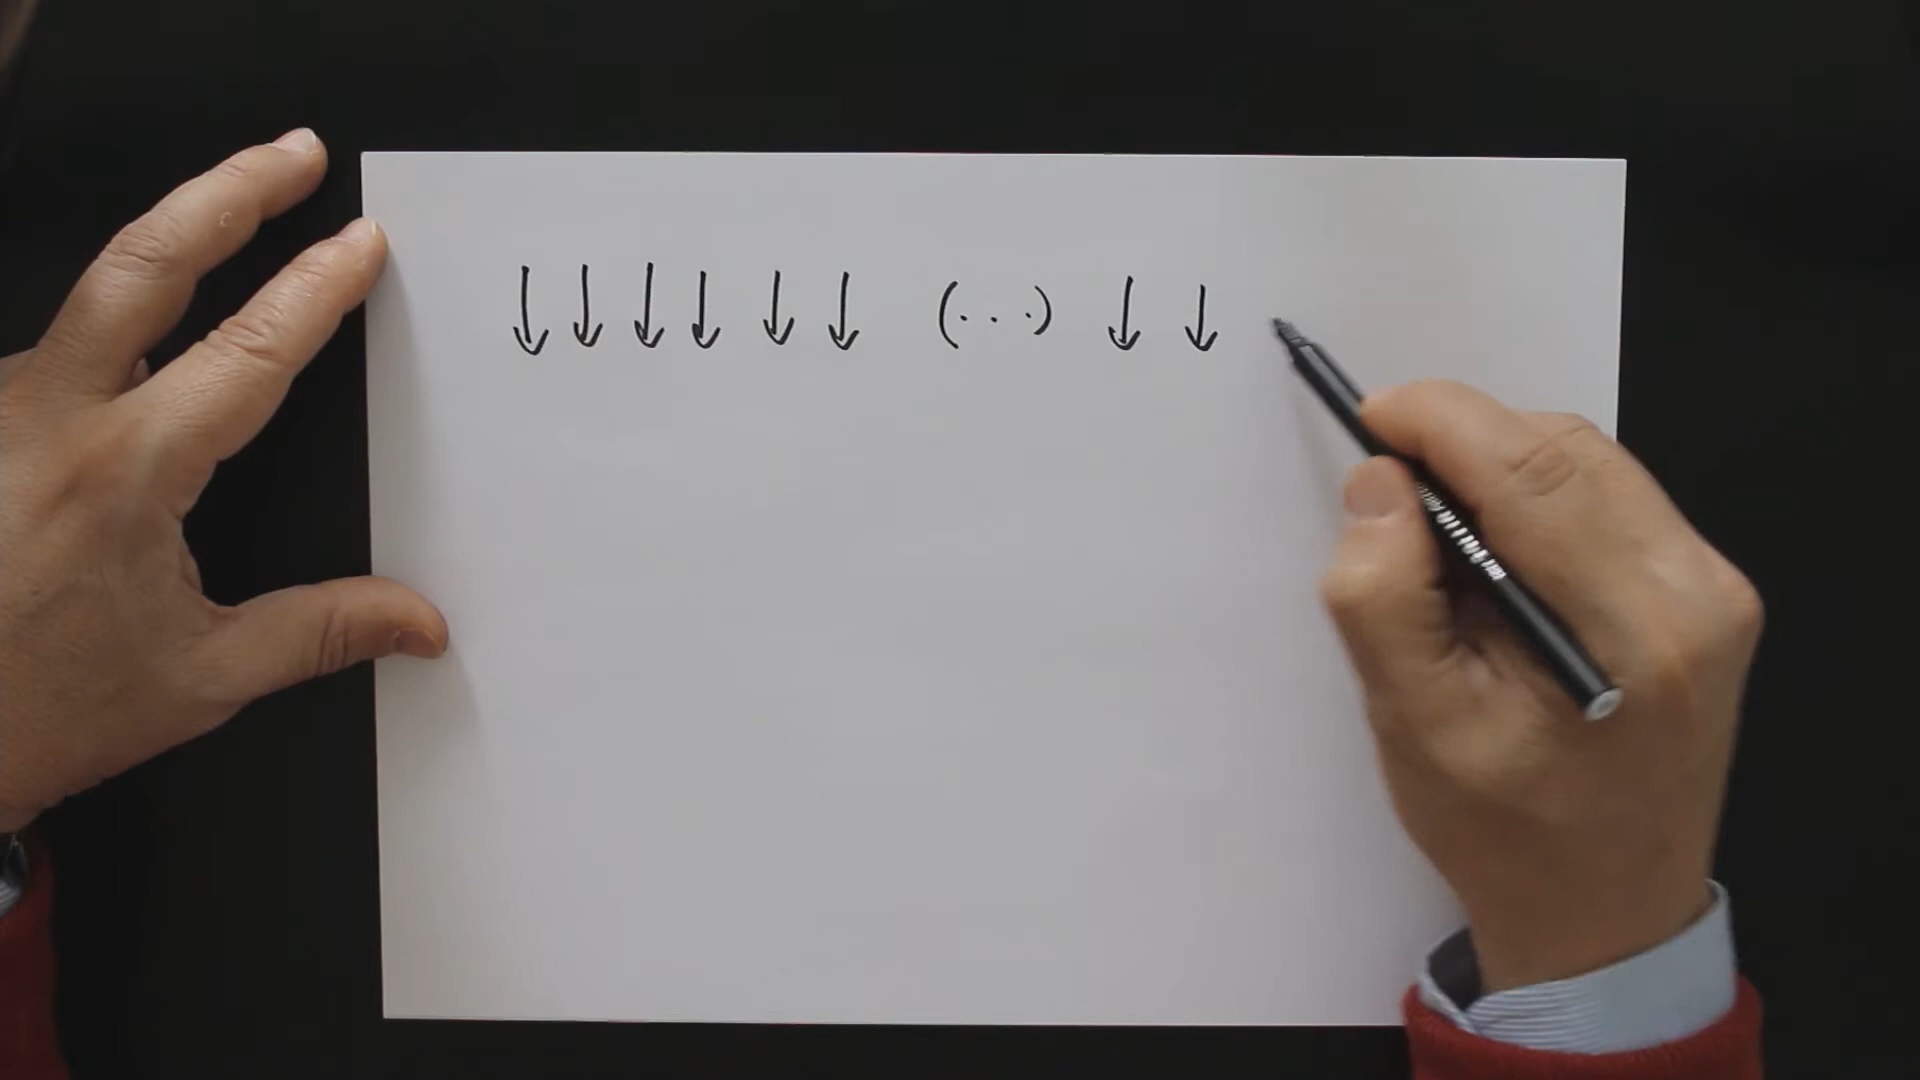 ↓ ↓ ↓ ↓ ↓ ↓ (...) ↓ ↓